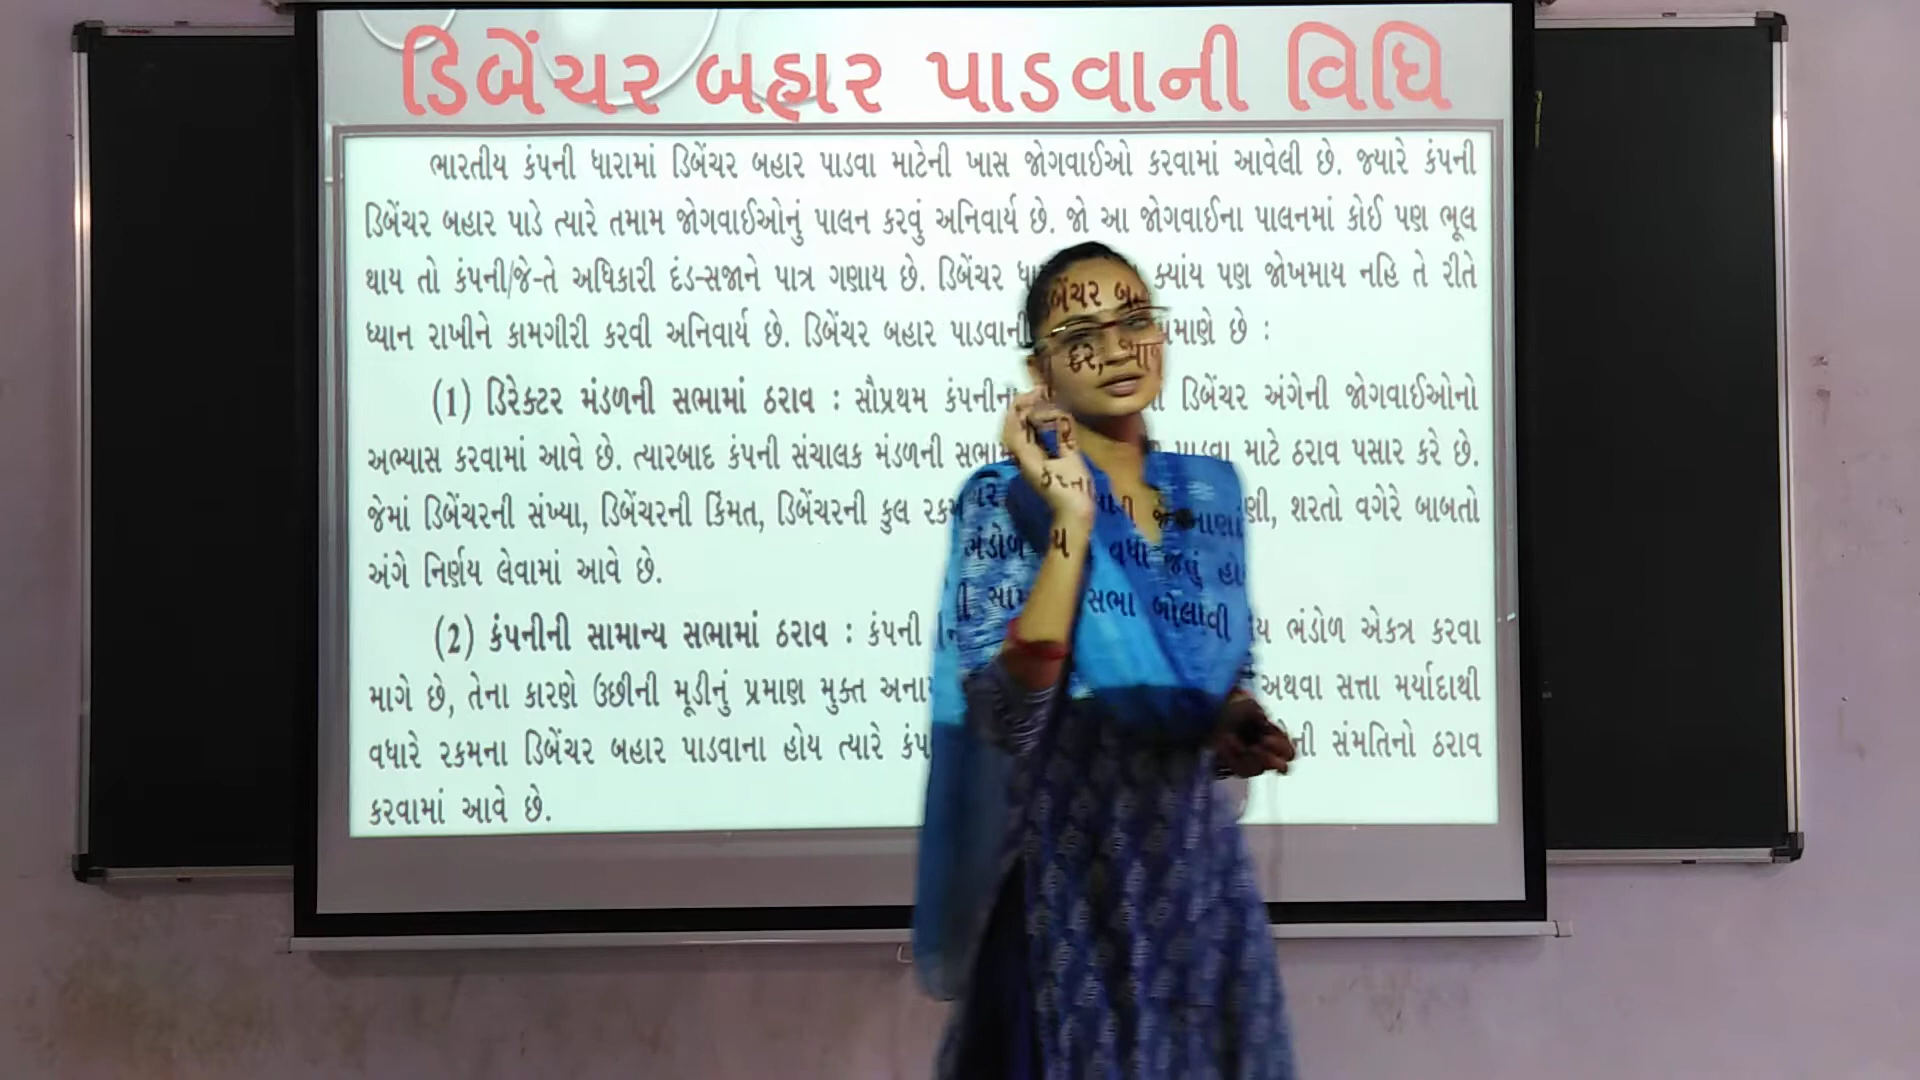 ડિબેંચર બહાર પાડવાની વિધિ
ભારતીય કંપની ધારામાં ડિબેંચર બહાર પાડવા માટેની ખાસ જોગવાઈઓ કરવામાં આવેલી છે. જ્યારે કંપની
ડિબેંચર બહાર પાડે ત્યારે તમામ જોગવાઈઓનું પાલન કરવું અનિવાર્ય છે. જો આ જોગવાઈના પાલનમાં કોઈ પણ ભૂલ
થાય તો કંપની/જે-તે અધિકારી દંડ-સજાને પાત્ર ગણાય છે. ડિબેંચર ક્યાંય પણ જોખમાય નહિ તે રીતે
ધ્યાન રાખીને કામગીરી કરવી અનિવાર્ય છે. ડિબેંચર બહાર પાડવાની છે :
(1) ડિરેક્ટર મંડળની સભામાં ઠરાવ : સૌપ્રથમ ડિબેંચર અંગેની જોગવાઈઓનો
અભ્યાસ કરવામાં આવે છે. ત્યારબાદ કંપની સંચાલક મંડળની પાડવા માટે ઠરાવ પસાર કરે છે.
જેમાં ડિબેંચરની સંખ્યા, ડિબેંચરની કિંમત, ડિબેંચરની કુલ શરતો વગેરે બાબતો
અંગે નિર્ણય લેવામાં આવે છે.
(2) કંપનીની સામાન્ય સભામાં ઠરાવ : કંપની ભંડોળ એકત્ર કરવા
માગે છે, તેના કારણે ઉછીની મૂડીનું પ્રમાણ મુક્ત વધી જતું અથવા સત્તા મર્યાદાથી
વધારે રકમના ડિબેંચર બહાર પાડવાના હોય ત્યારે સભા બોલાવી સંમતિનો ઠરાવ
કરવામાં આવે છે.